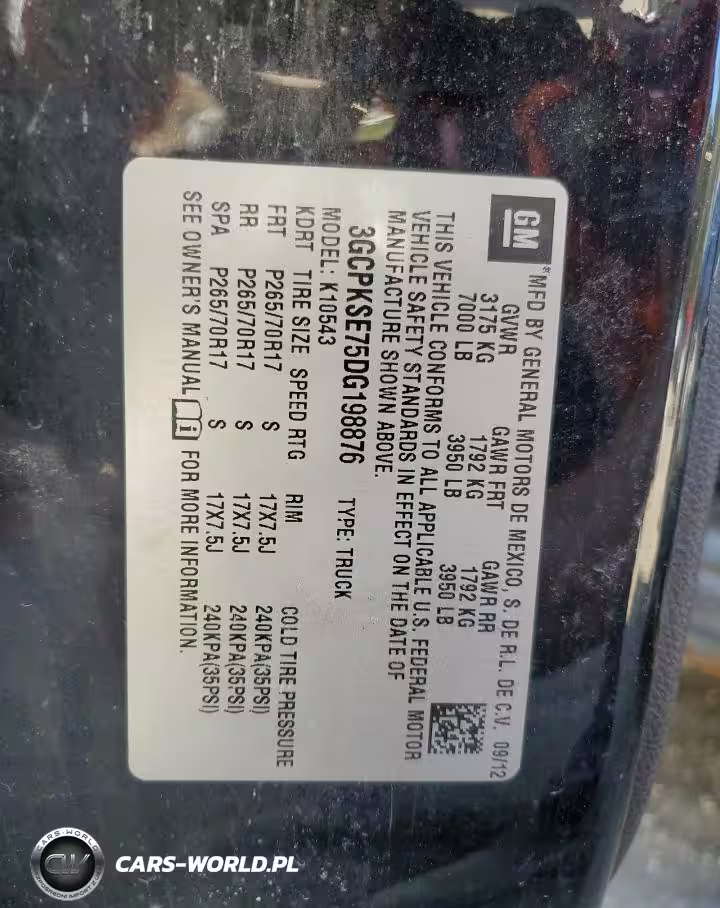 GM
MFD BY GENERAL MOTORS DE MEXICO, S. DE R.L. DE C.V. 09/12
GVWR GAWR FRT GAWR RR
3175 KG 1792 KG 1792 KG
7000 LB 3950 LB 3950 LB
THIS VEHICLE CONFORMS TO ALL APPLICABLE U.S. FEDERAL MOTOR
VEHICLE SAFETY STANDARDS IN EFFECT ON THE DATE OF
MANUFACTURE SHOWN ABOVE.
3GCPKSE75DG198876 TYPE: TRUCK
MODEL: K10543
KDRT TIRE SIZE SPEED RTG RIM COLD TIRE PRESSURE
FRT P265/70R17 S 17X7.5J 240KPA(35PSI)
RR P265/70R17 S 17X7.5J 240KPA(35PSI)
SPA P265/70R17 S 17X7.5J 240KPA(35PSI)
SEE OWNER'S MANUAL FOR MORE INFORMATION.
CARS-WORLD
CW
CARS-WORLD.PL